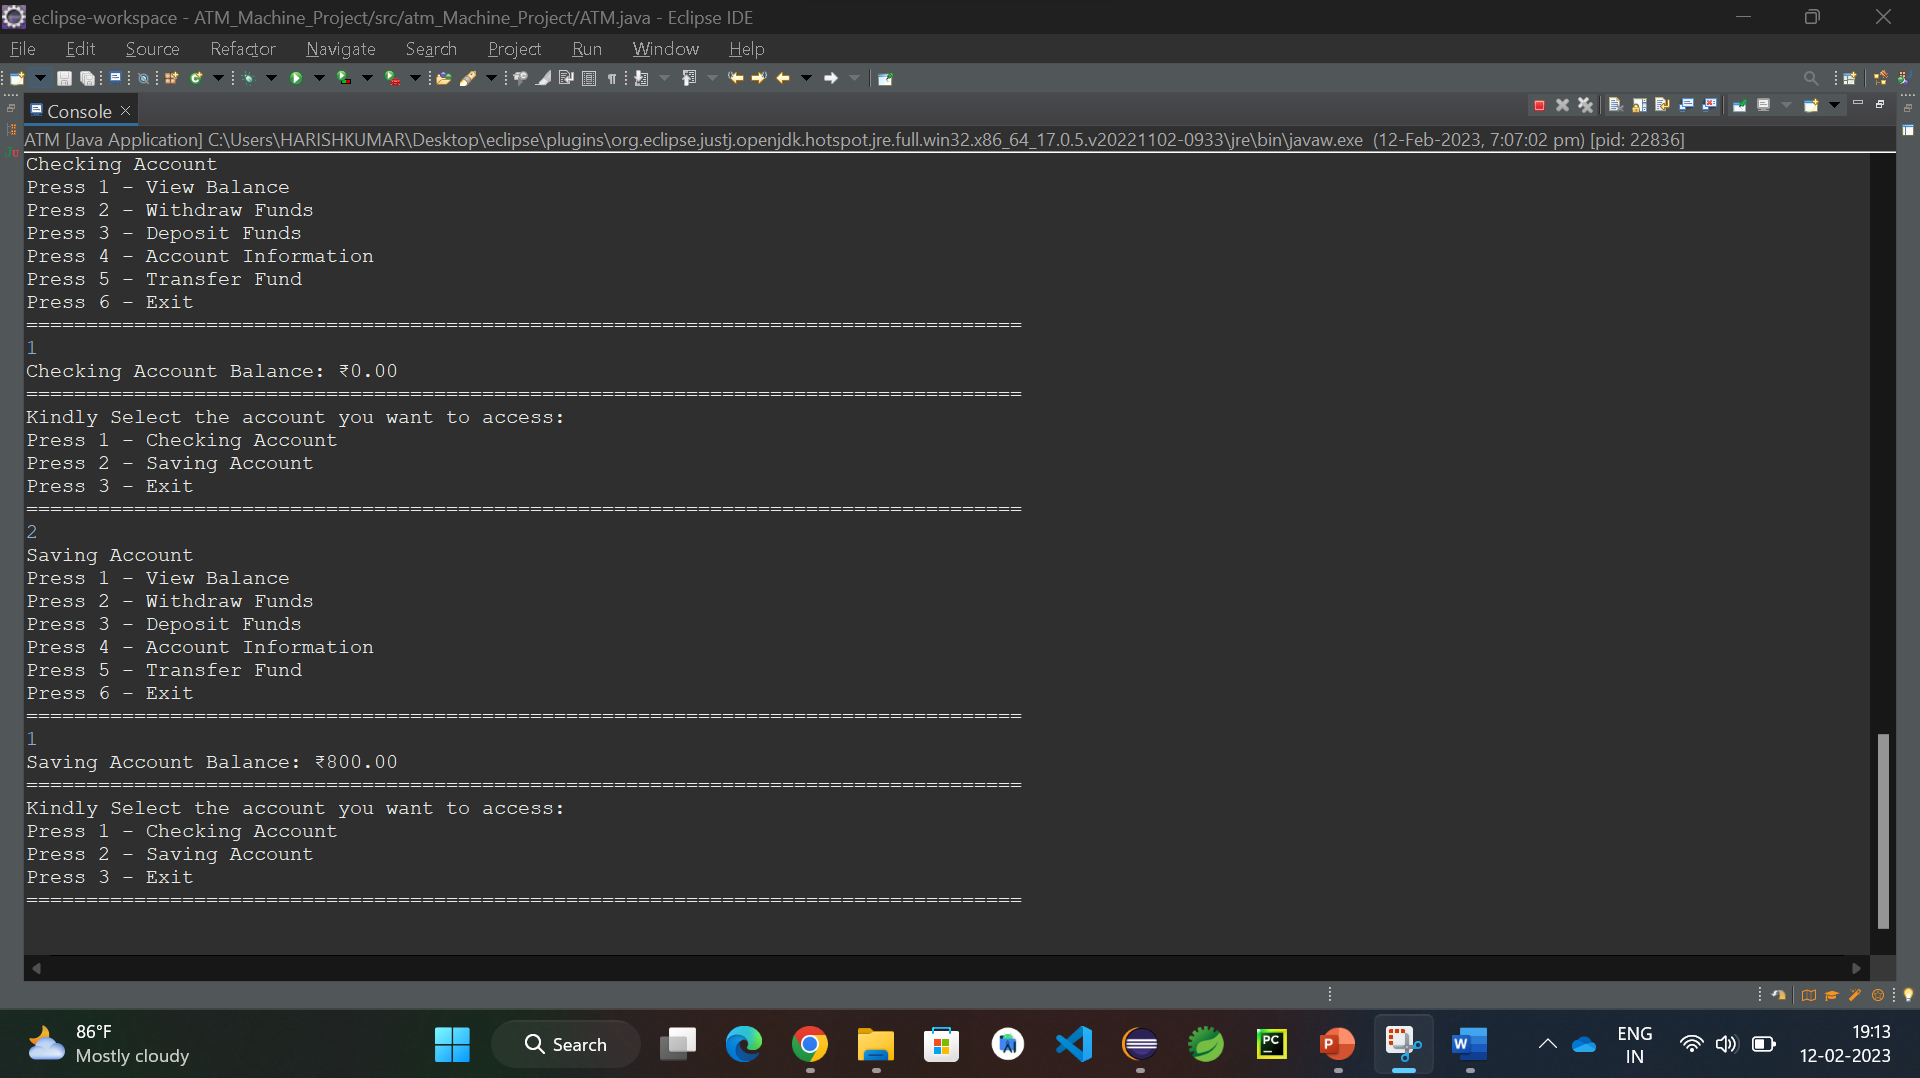 eclipse-workspace - ATM_Machine_Project/src/atm_Machine_Project/ATM.java - Eclipse IDE
File Edit Source Refactor Navigate Search Project Run Window Help
Console
ATM [Java Application] C:\Users\HARISHKUMAR\Desktop\eclipse\plugins\org.eclipse.justj.openjdk.hotspot.jre.full.win32.x86_64_17.0.5.v20221102-0933\jre\bin\javaw.exe (12-Feb-2023, 7:07:02 pm) [pid: 22836]
Checking Account
Press 1 - View Balance
Press 2 - Withdraw Funds
Press 3 - Deposit Funds
Press 4 - Account Information
Press 5 - Transfer Fund
Press 6 - Exit
===================================================================================
1
Checking Account Balance: ₹0.00
===================================================================================
Kindly Select the account you want to access:
Press 1 - Checking Account
Press 2 - Saving Account
Press 3 - Exit
===================================================================================
2
Saving Account
Press 1 - View Balance
Press 2 - Withdraw Funds
Press 3 - Deposit Funds
Press 4 - Account Information
Press 5 - Transfer Fund
Press 6 - Exit
===================================================================================
1
Saving Account Balance: ₹800.00
===================================================================================
Kindly Select the account you want to access:
Press 1 - Checking Account
Press 2 - Saving Account
Press 3 - Exit
===================================================================================
86°F
Mostly cloudy
Search
PC
P
W
ENG
IN
19:13
12-02-2023